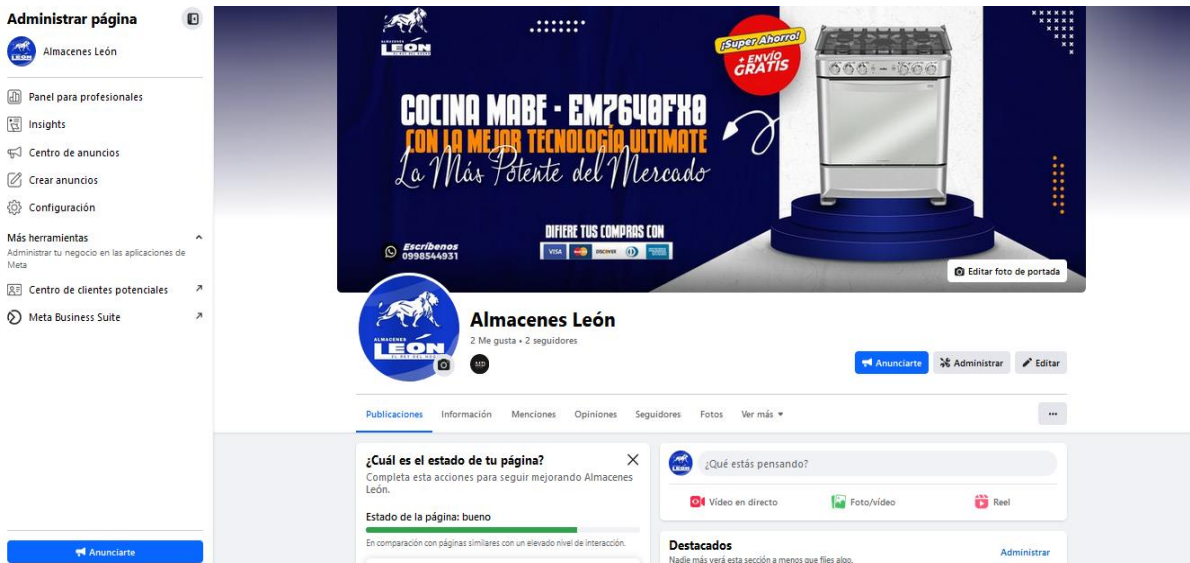 Administrar página
Almacenes León
Panel para profesionales
Insights
Centro de anuncios
Crear anuncios
Configuración
Más herramientas
Administrar tu negocio en las aplicaciones de
Meta
Centro de clientes potenciales
Meta Business Suite
Anunciarte
LEÓN
¡Super Ahorro!
+ ENVÍO
GRATIS
COCINA MABE - EM7640FX0
CON LA MEJOR TECNOLOGÍA ULTIMATE
La Más Potente del Mercado
DIFIERE TUS COMPRAS CON
VISA
DISCOVER
Escríbenos
0998544931
Editar foto de portada
ALMACENES
LEÓN
Almacenes León
2 Me gusta • 2 seguidores
MD
Anunciarte
Administrar
Editar
Publicaciones Información Menciones Opiniones Seguidores Fotos Ver más
¿Cuál es el estado de tu página?
Completa esta acciones para seguir mejorando Almacenes
León.
Estado de la página: bueno
En comparación con páginas similares con un elevado nivel de interacción.
¿Qué estás pensando?
Vídeo en directo Foto/vídeo Reel
Destacados
Administrar
Nadie más verá esta sección a menos que fijes algo.